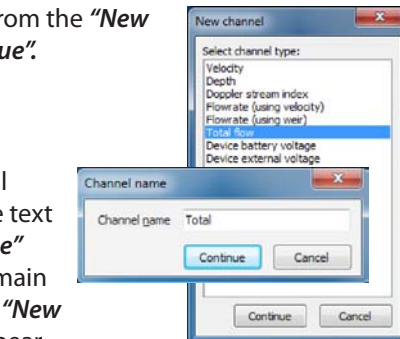 rom the "New
ue".
l
e text
e"
main
"New
near
New channel
Select channel type:
Velocity
Depth
Doppler stream index
Flowrate (using velocity)
Flowrate (using weir)
Total flow
Device battery voltage
Device external voltage
Channel name
Channel name Total
Continue Cancel
Continue Cancel